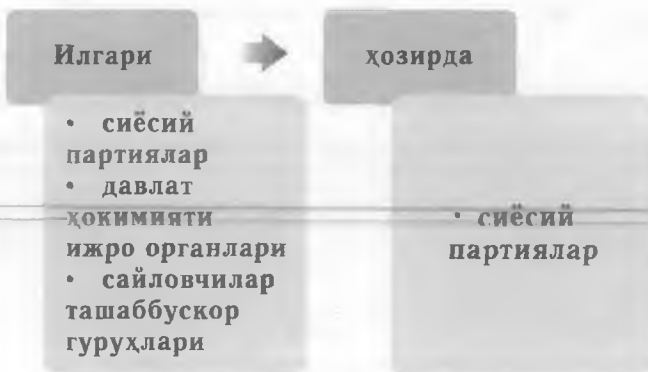 Илгари
ҳозирда
• сиёсий
партиялар
• давлат
ҳокимияти
ижро органлари
• сайловчилар
ташаббускор
гуруҳлари
• сиёсий
партиялар